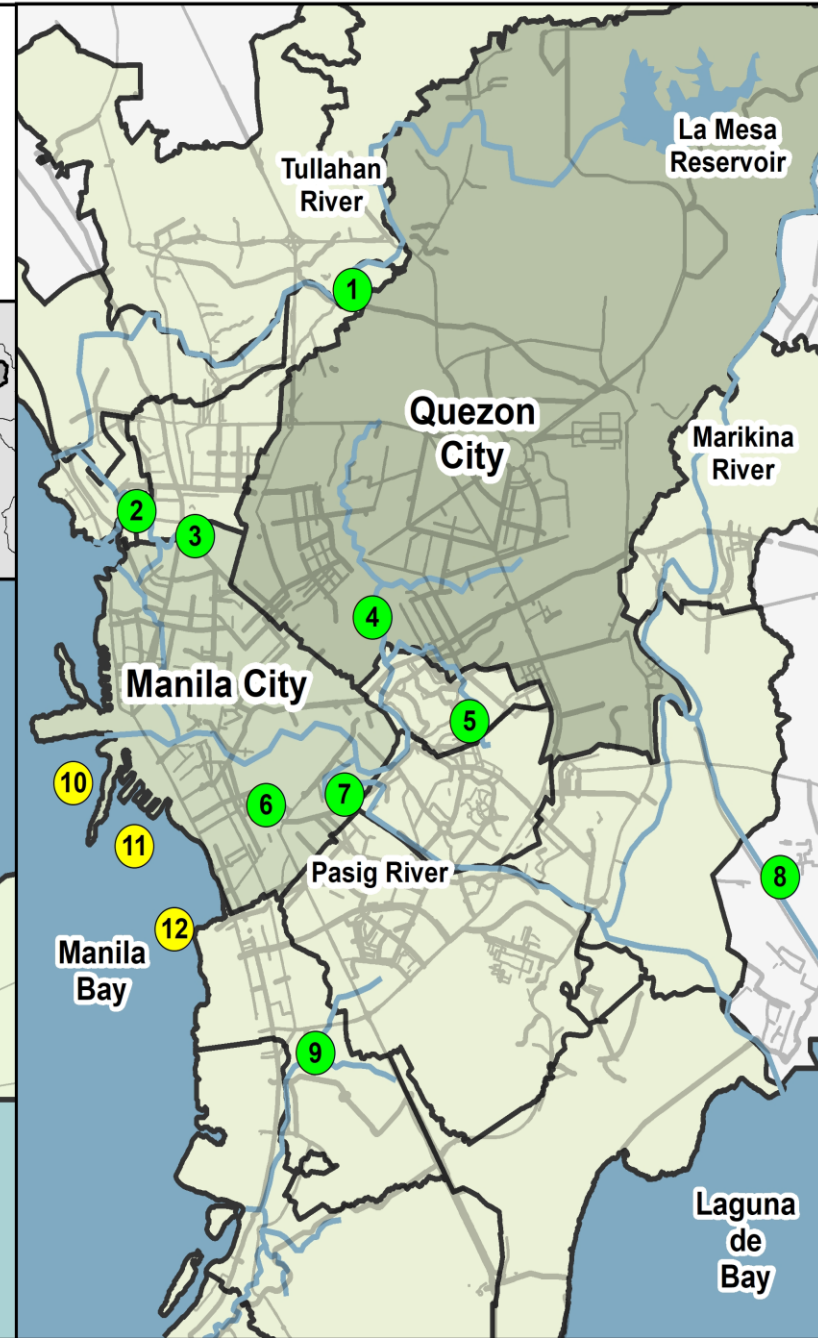 La Mesa
Reservoir
Tullahan
River
1
Quezon
City
Marikina
River
2
3
4
Manila City
5
10
6
7
11
Pasig River
8
12
Manila
Bay
9
Laguna
de
Bay